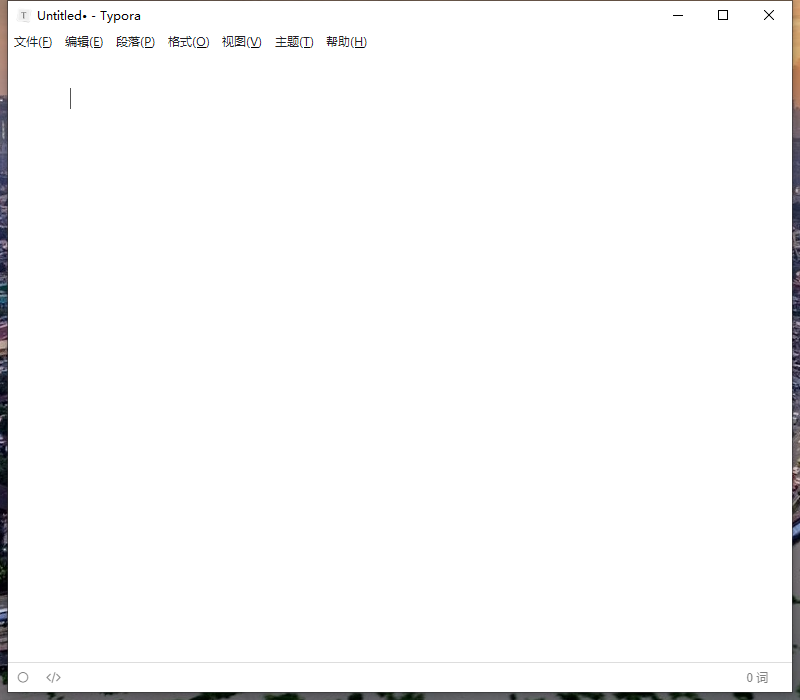 T Untitled• - Typora
文件(F) 编辑(E) 段落(P) 格式(O) 视图(V) 主题(T) 帮助(H)
</> 0 词